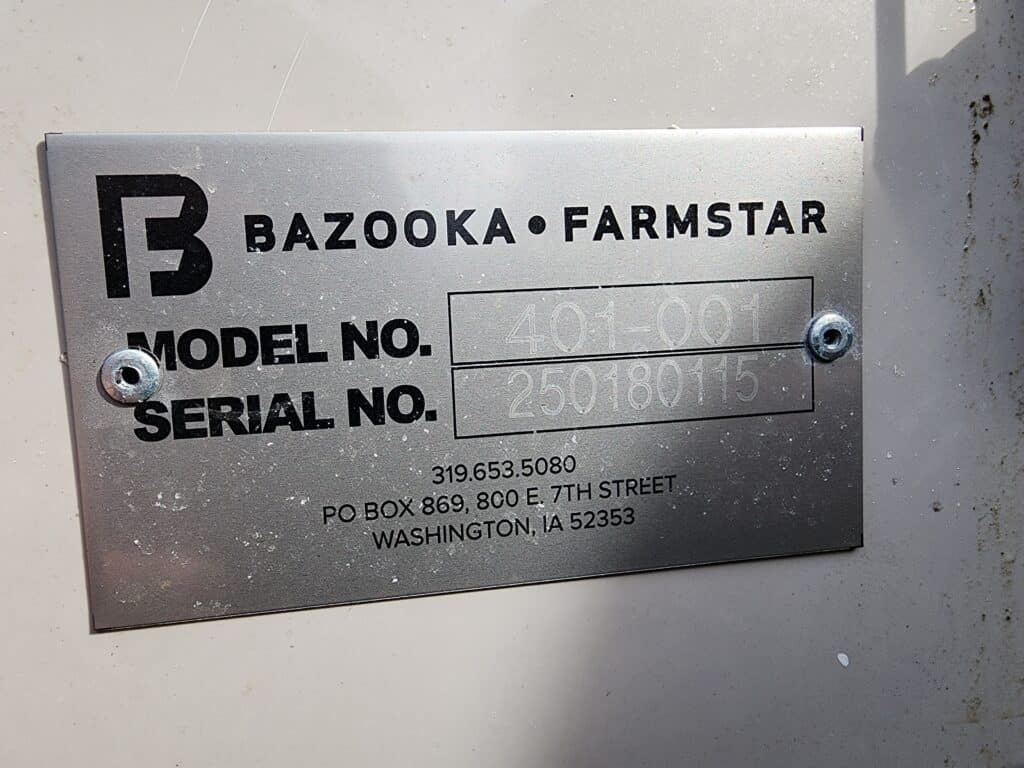 B BAZOOKA • FARMSTAR
MODEL NO. 401-001
SERIAL NO. 250180115
319.653.5080
PO BOX 869, 800 E. 7TH STREET
WASHINGTON, IA 52353